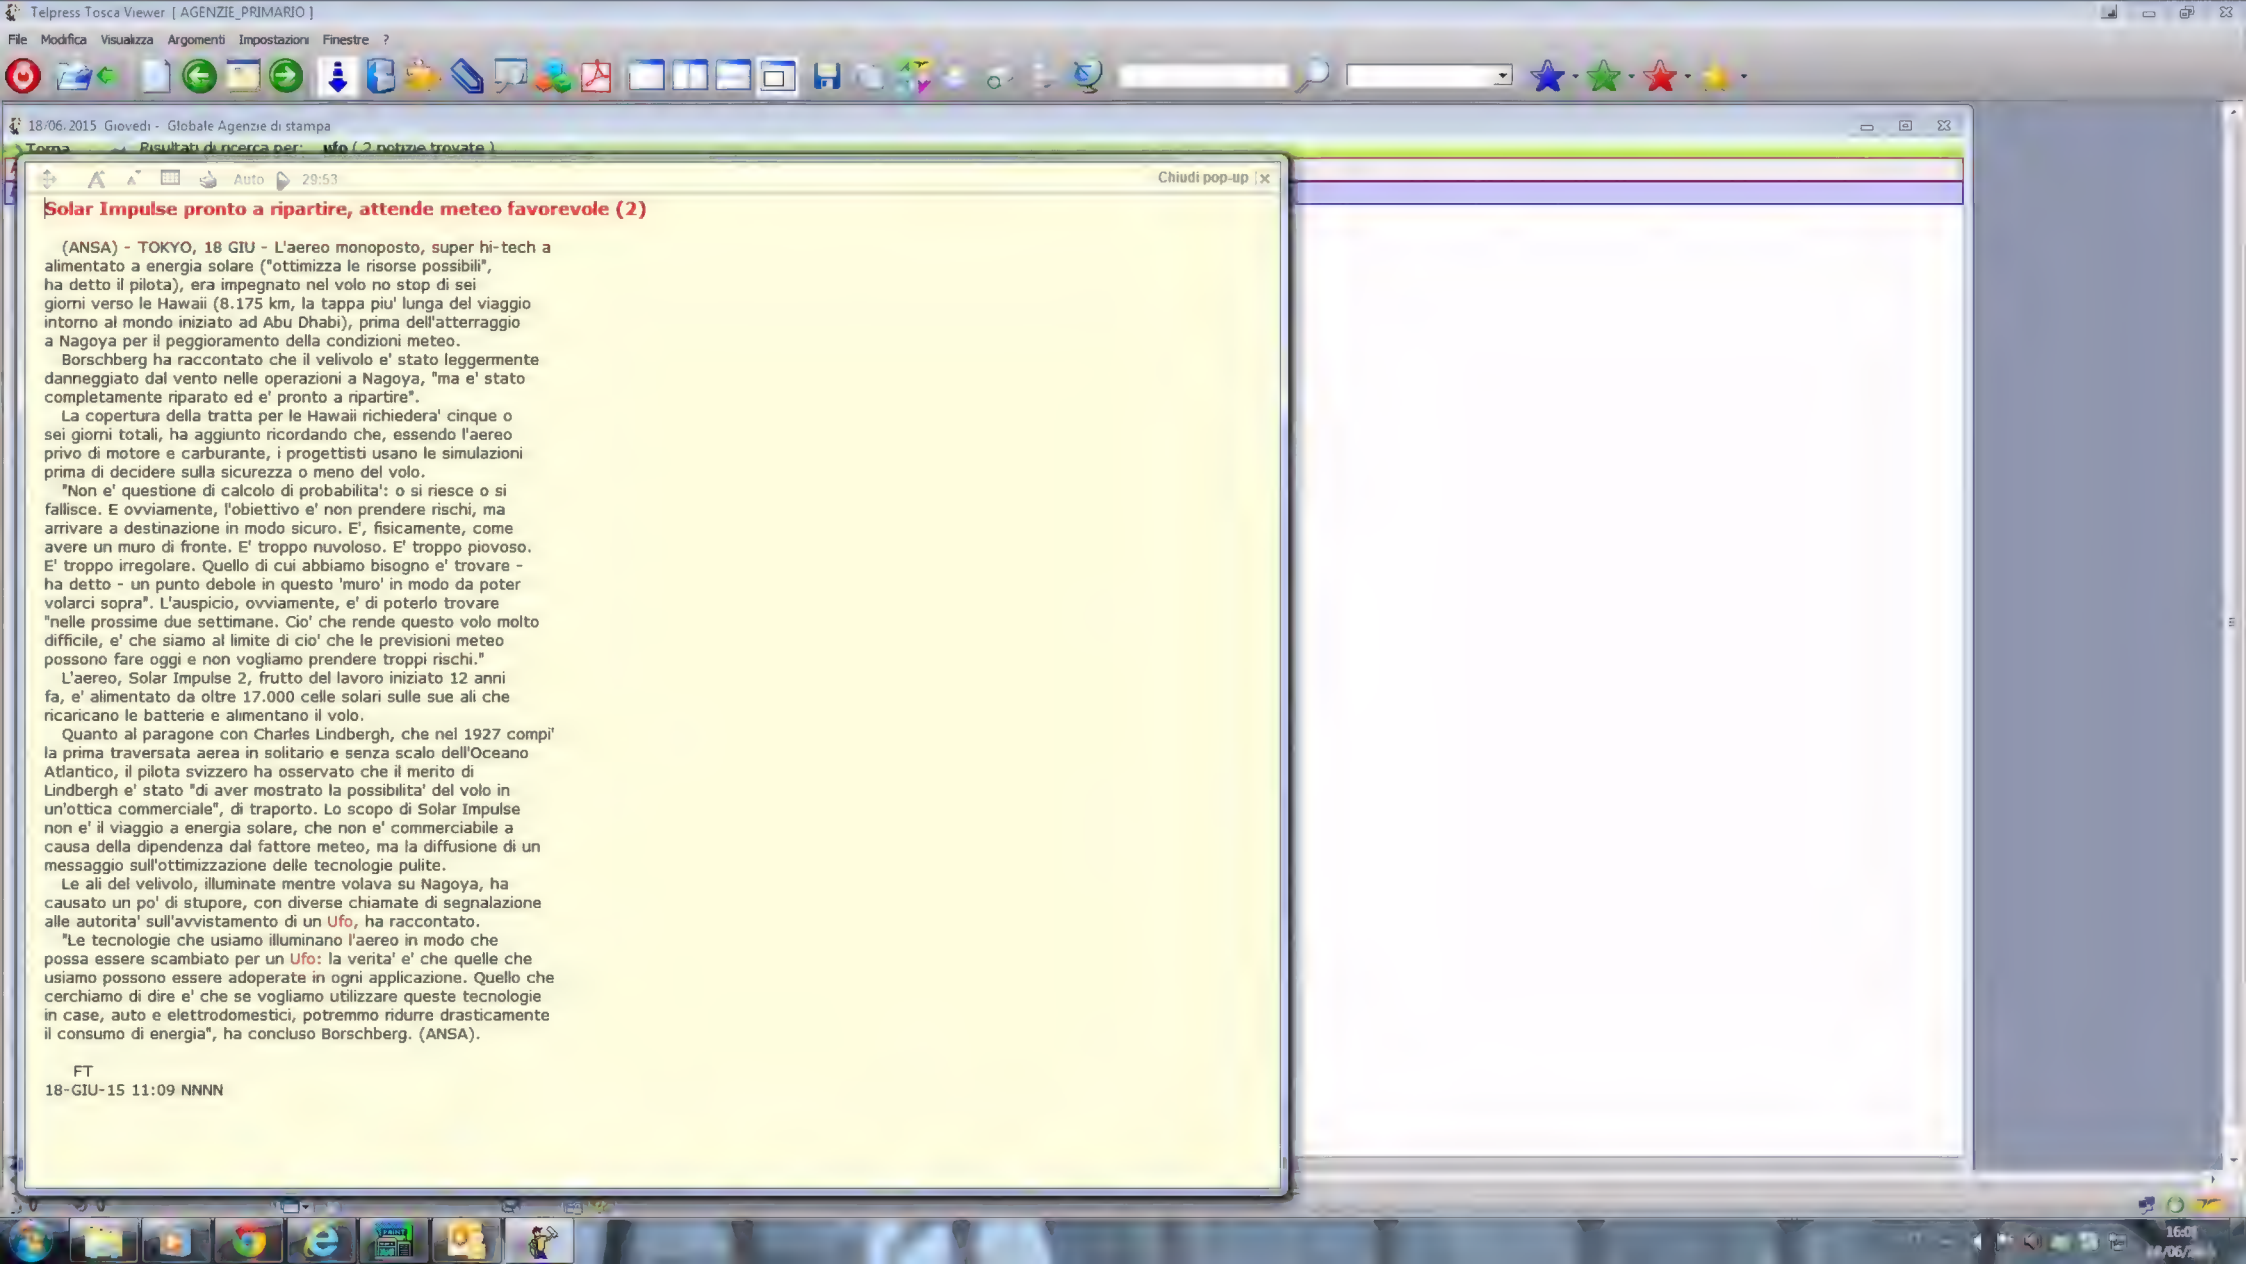 Telpress Tosca Viewer [ AGENZIE_PRIMARIO ]
File Modifica Visualizza Argomenti Impostazioni Finestre ?
18/06/2015 Giovedì - Globale Agenzie di stampa
Torna Risultati di ricerca per: ufo ( 2 notizie trovate )
Auto 29:53 Chiudi pop-up
Solar Impulse pronto a ripartire, attende meteo favorevole (2)
(ANSA) - TOKYO, 18 GIU - L'aereo monoposto, super hi-tech a
alimentato a energia solare ("ottimizza le risorse possibili",
ha detto il pilota), era impegnato nel volo no stop di sei
giorni verso le Hawaii (8.175 km, la tappa piu' lunga del viaggio
intorno al mondo iniziato ad Abu Dhabi), prima dell'atterraggio
a Nagoya per il peggioramento della condizioni meteo.
Borschberg ha raccontato che il velivolo e' stato leggermente
danneggiato dal vento nelle operazioni a Nagoya, "ma e' stato
completamente riparato ed e' pronto a ripartire".
La copertura della tratta per le Hawaii richiedera' cinque o
sei giorni totali, ha aggiunto ricordando che, essendo l'aereo
privo di motore e carburante, i progettisti usano le simulazioni
prima di decidere sulla sicurezza o meno del volo.
"Non e' questione di calcolo di probabilita': o si riesce o si
fallisce. E ovviamente, l'obiettivo e' non prendere rischi, ma
arrivare a destinazione in modo sicuro. E', fisicamente, come
avere un muro di fronte. E' troppo nuvoloso. E' troppo piovoso.
E' troppo irregolare. Quello di cui abbiamo bisogno e' trovare -
ha detto - un punto debole in questo 'muro' in modo da poter
volarci sopra". L'auspicio, ovviamente, e' di poterlo trovare
"nelle prossime due settimane. Cio' che rende questo volo molto
difficile, e' che siamo al limite di cio' che le previsioni meteo
possono fare oggi e non vogliamo prendere troppi rischi."
L'aereo, Solar Impulse 2, frutto del lavoro iniziato 12 anni
fa, e' alimentato da oltre 17.000 celle solari sulle sue ali che
ricaricano le batterie e alimentano il volo.
Quanto al paragone con Charles Lindbergh, che nel 1927 compi'
la prima traversata aerea in solitario e senza scalo dell'Oceano
Atlantico, il pilota svizzero ha osservato che il merito di
Lindbergh e' stato "di aver mostrato la possibilita' del volo in
un'ottica commerciale", di traporto. Lo scopo di Solar Impulse
non e' il viaggio a energia solare, che non e' commerciabile a
causa della dipendenza dal fattore meteo, ma la diffusione di un
messaggio sull'ottimizzazione delle tecnologie pulite.
Le ali del velivolo, illuminate mentre volava su Nagoya, ha
causato un po' di stupore, con diverse chiamate di segnalazione
alle autorita' sull'avvistamento di un Ufo, ha raccontato.
"Le tecnologie che usiamo illuminano l'aereo in modo che
possa essere scambiato per un Ufo: la verita' e' che quelle che
usiamo possono essere adoperate in ogni applicazione. Quello che
cerchiamo di dire e' che se vogliamo utilizzare queste tecnologie
in case, auto e elettrodomestici, potremmo ridurre drasticamente
il consumo di energia", ha concluso Borschberg. (ANSA).
FT
18-GIU-15 11:09 NNNN